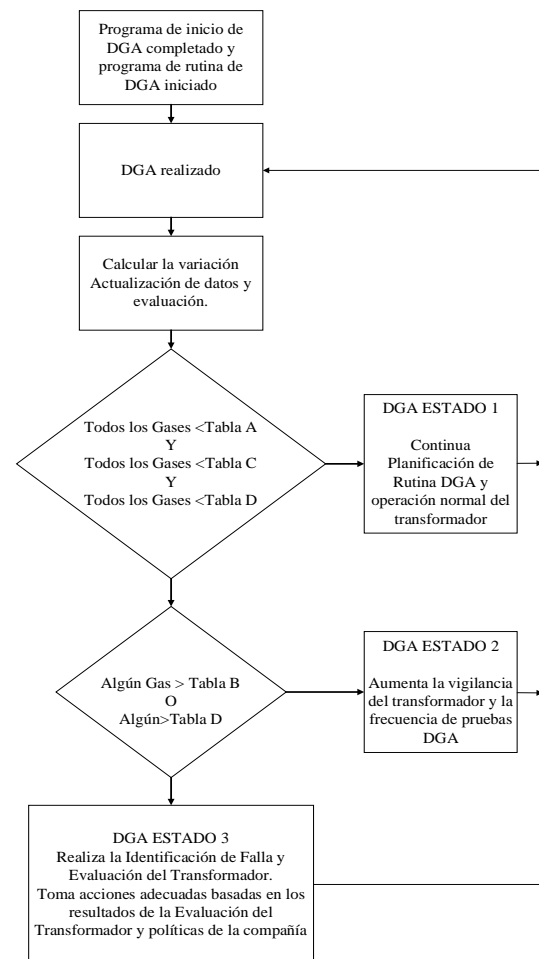 Programa de inicio de
DGA completado y
programa de rutina de
DGA iniciado
DGA realizado
Calcular la variación
Actualización de datos y
evaluación.
Todos los Gases <Tabla A
Y
Todos los Gases <Tabla C
Y
Todos los Gases <Tabla D
DGA ESTADO 1
Continua
Planificación de
Rutina DGA y
operación normal del
transformador
Algún Gas > Tabla B
O
Algún>Tabla D
DGA ESTADO 2
Aumenta la vigilancia
del transformador y la
frecuencia de pruebas
DGA
DGA ESTADO 3
Realiza la Identificación de Falla y
Evaluación del Transformador.
Toma acciones adecuadas basadas en los
resultados de la Evaluación del
Transformador y políticas de la compañía